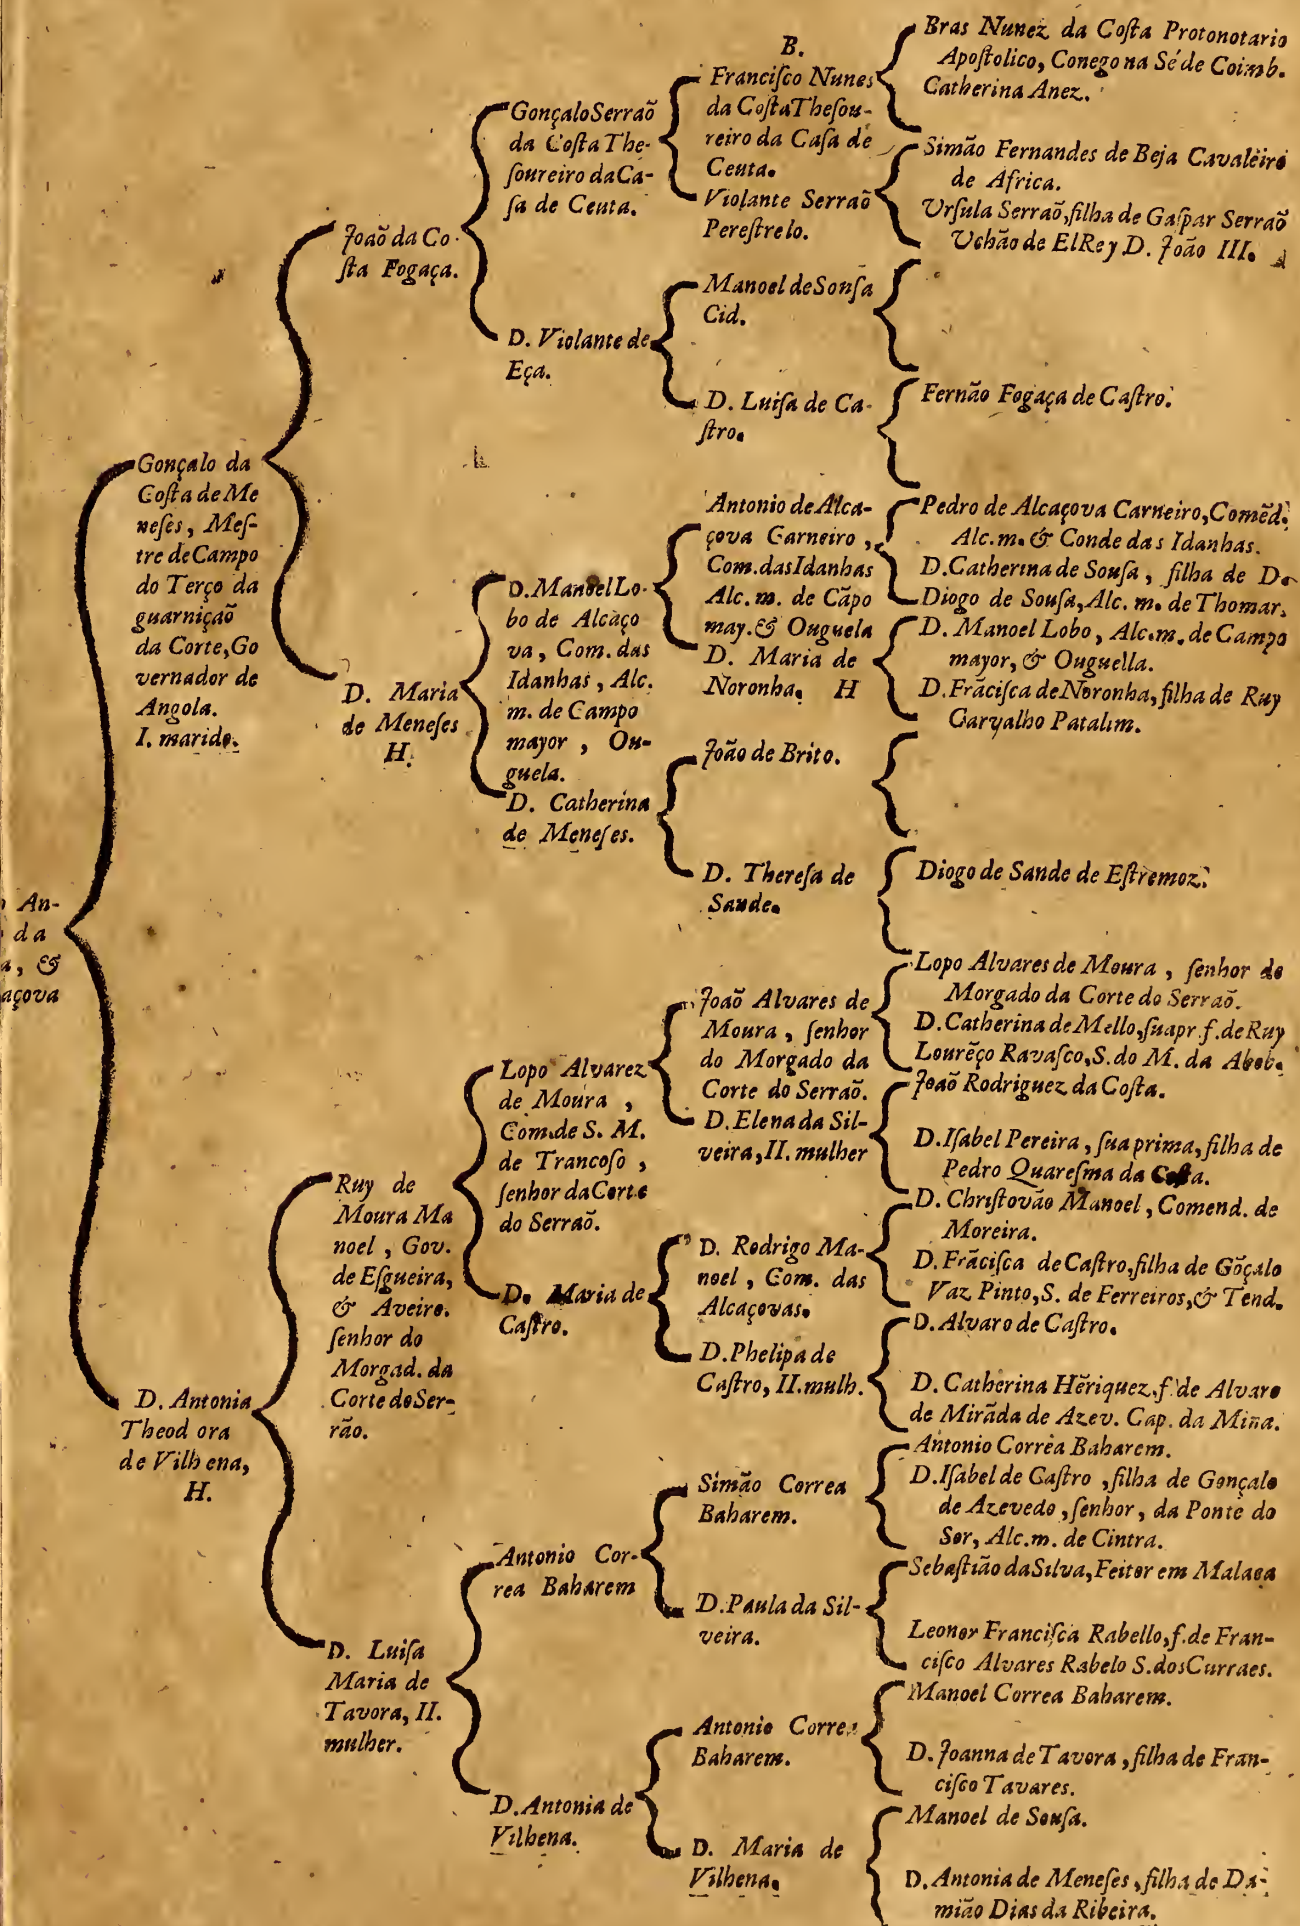 An-
da
a, &
açova
Gonçalo da
Coſta de Me
neſes, Meſ-
tre de Campo
do Terço da
guarniçaõ
da Corte, Go
vernador de
Angola.
I. marido.
D. Antonia
Theodora
de Vilhena,
H.
Joaõ da Co-
ſta Fogaça.
D. Maria
de Meneſes
H.
Ruy de
Moura Ma
noel, Gov.
de Eſgueira,
& Aveiro.
ſenhor do
Morgad. da
Corte do Ser-
rão.
D. Luiſa
Maria de
Tavora, II.
mulher.
Gonçalo Serraõ
da Coſta The-
ſoureiro da Ca-
ſa de Ceuta.
D. Violante de
Eça.
D. Manoel Lo-
bo de Alcaço
va, Com. das
Idanhas, Alc.
m. de Campo
mayor, Ou-
guela.
D. Catherina
de Meneſes.
Lopo Alvarez
de Moura,
Com. de S. M.
de Trancoſo,
ſenhor da Corte
do Serraõ.
D. Maria de
Caſtro.
Antonio Cor-
rea Baharem
D. Antonia de
Vilhena.
B.
Franciſco Nunes
da Coſta Theſou-
reiro da Caſa de
Ceuta.
Violante Serraõ
Pereſtrelo.
Manoel de Souſa
Cid.
D. Luiſa de Ca-
ſtro.
Antonio de Alca-
çova Carneiro,
Com. das Idanhas
Alc. m. de Cãpo
may. & Ouguela
D. Maria de
Noronha. H
João de Brito.
D. Thereſa de
Sande.
Joaõ Alvares de
Moura, ſenhor
do Morgado da
Corte do Serraõ.
D. Elena da Sil-
veira, II. mulher
D. Rodrigo Ma-
noel, Com. das
Alcaçovas.
D. Phelipa de
Caſtro, II. mulh.
Simão Correa
Baharem.
D. Paula da Sil-
veira.
Antonio Correa
Baharem.
D. Maria de
Vilhena.
Bras Nunez da Coſta Protonotario
Apoſtolico, Conego na Sé de Coimb.
Catherina Anez.
Simão Fernandes de Beja Cavaleiro
de Africa.
Urſula Serraõ, filha de Gaſpar Serraõ
Uchão de ElRey D. João III.
Fernão Fogaça de Caſtro.
Pedro de Alcaçova Carneiro, Comẽd.
Alc. m. & Conde das Idanhas.
D. Catherina de Souſa, filha de D.
Diogo de Souſa, Alc. m. de Thomar.
D. Manoel Lobo, Alc. m. de Campo
mayor, & Ouguella.
D. Frãciſca de Noronha, filha de Ruy
Carvalho Patalim.
Diogo de Sande de Eſtremoz.
Lopo Alvares de Moura, ſenhor do
Morgado da Corte do Serraõ.
D. Catherina de Mello, ſua pr. f. de Ruy
Lourẽço Ravaſco, S. do M. da Abob.
Joaõ Rodriguez da Coſta.
D. Iſabel Pereira, ſua prima, filha de
Pedro Quareſma da Coſta.
D. Chriſtovão Manoel, Comend. de
Moreira.
D. Frãciſca de Caſtro, filha de Gõçalo
Vaz Pinto, S. de Ferreiros, & Tend.
D. Alvaro de Caſtro.
D. Catherina Hẽriquez, f. de Alvaro
de Mirãda de Azev. Cap. da Mina.
Antonio Correa Baharem.
D. Iſabel de Caſtro, filha de Gonçalo
de Azevedo, ſenhor, da Ponte do
Sor, Alc. m. de Cintra.
Sebaſtião da Silva, Feitor em Malaca
Leonor Franciſca Rabello, f. de Fran-
ciſco Alvares Rabelo S. dos Curraes.
Manoel Correa Baharem.
D. Joanna de Tavora, filha de Fran-
ciſco Tavares.
Manoel de Souſa.
D. Antonia de Meneſes, filha de Da-
mião Dias da Ribeira.